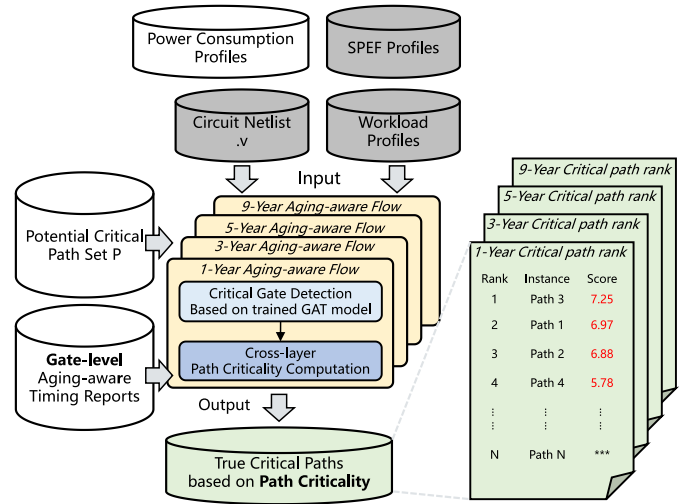 Power Consumption
Profiles
SPEF Profiles
Circuit Netlist
.v
Workload
Profiles
Input
Potential Critical
Path Set P
Gate-level
Aging-aware
Timing Reports
9-Year Aging-aware Flow
5-Year Aging-aware Flow
3-Year Aging-aware Flow
1-Year Aging-aware Flow
Critical Gate Detection
Based on trained GAT model
Cross-layer
Path Criticality Computation
Output
True Critical Paths
based on Path Criticality
9-Year Critical path rank
5-Year Critical path rank
3-Year Critical path rank
1-Year Critical path rank
Rank Instance Score
1 Path 3 7.25
2 Path 1 6.97
3 Path 2 6.88
4 Path 4 5.78
⋮ ⋮ ⋮
⋮ ⋮ ⋮
N Path N ***